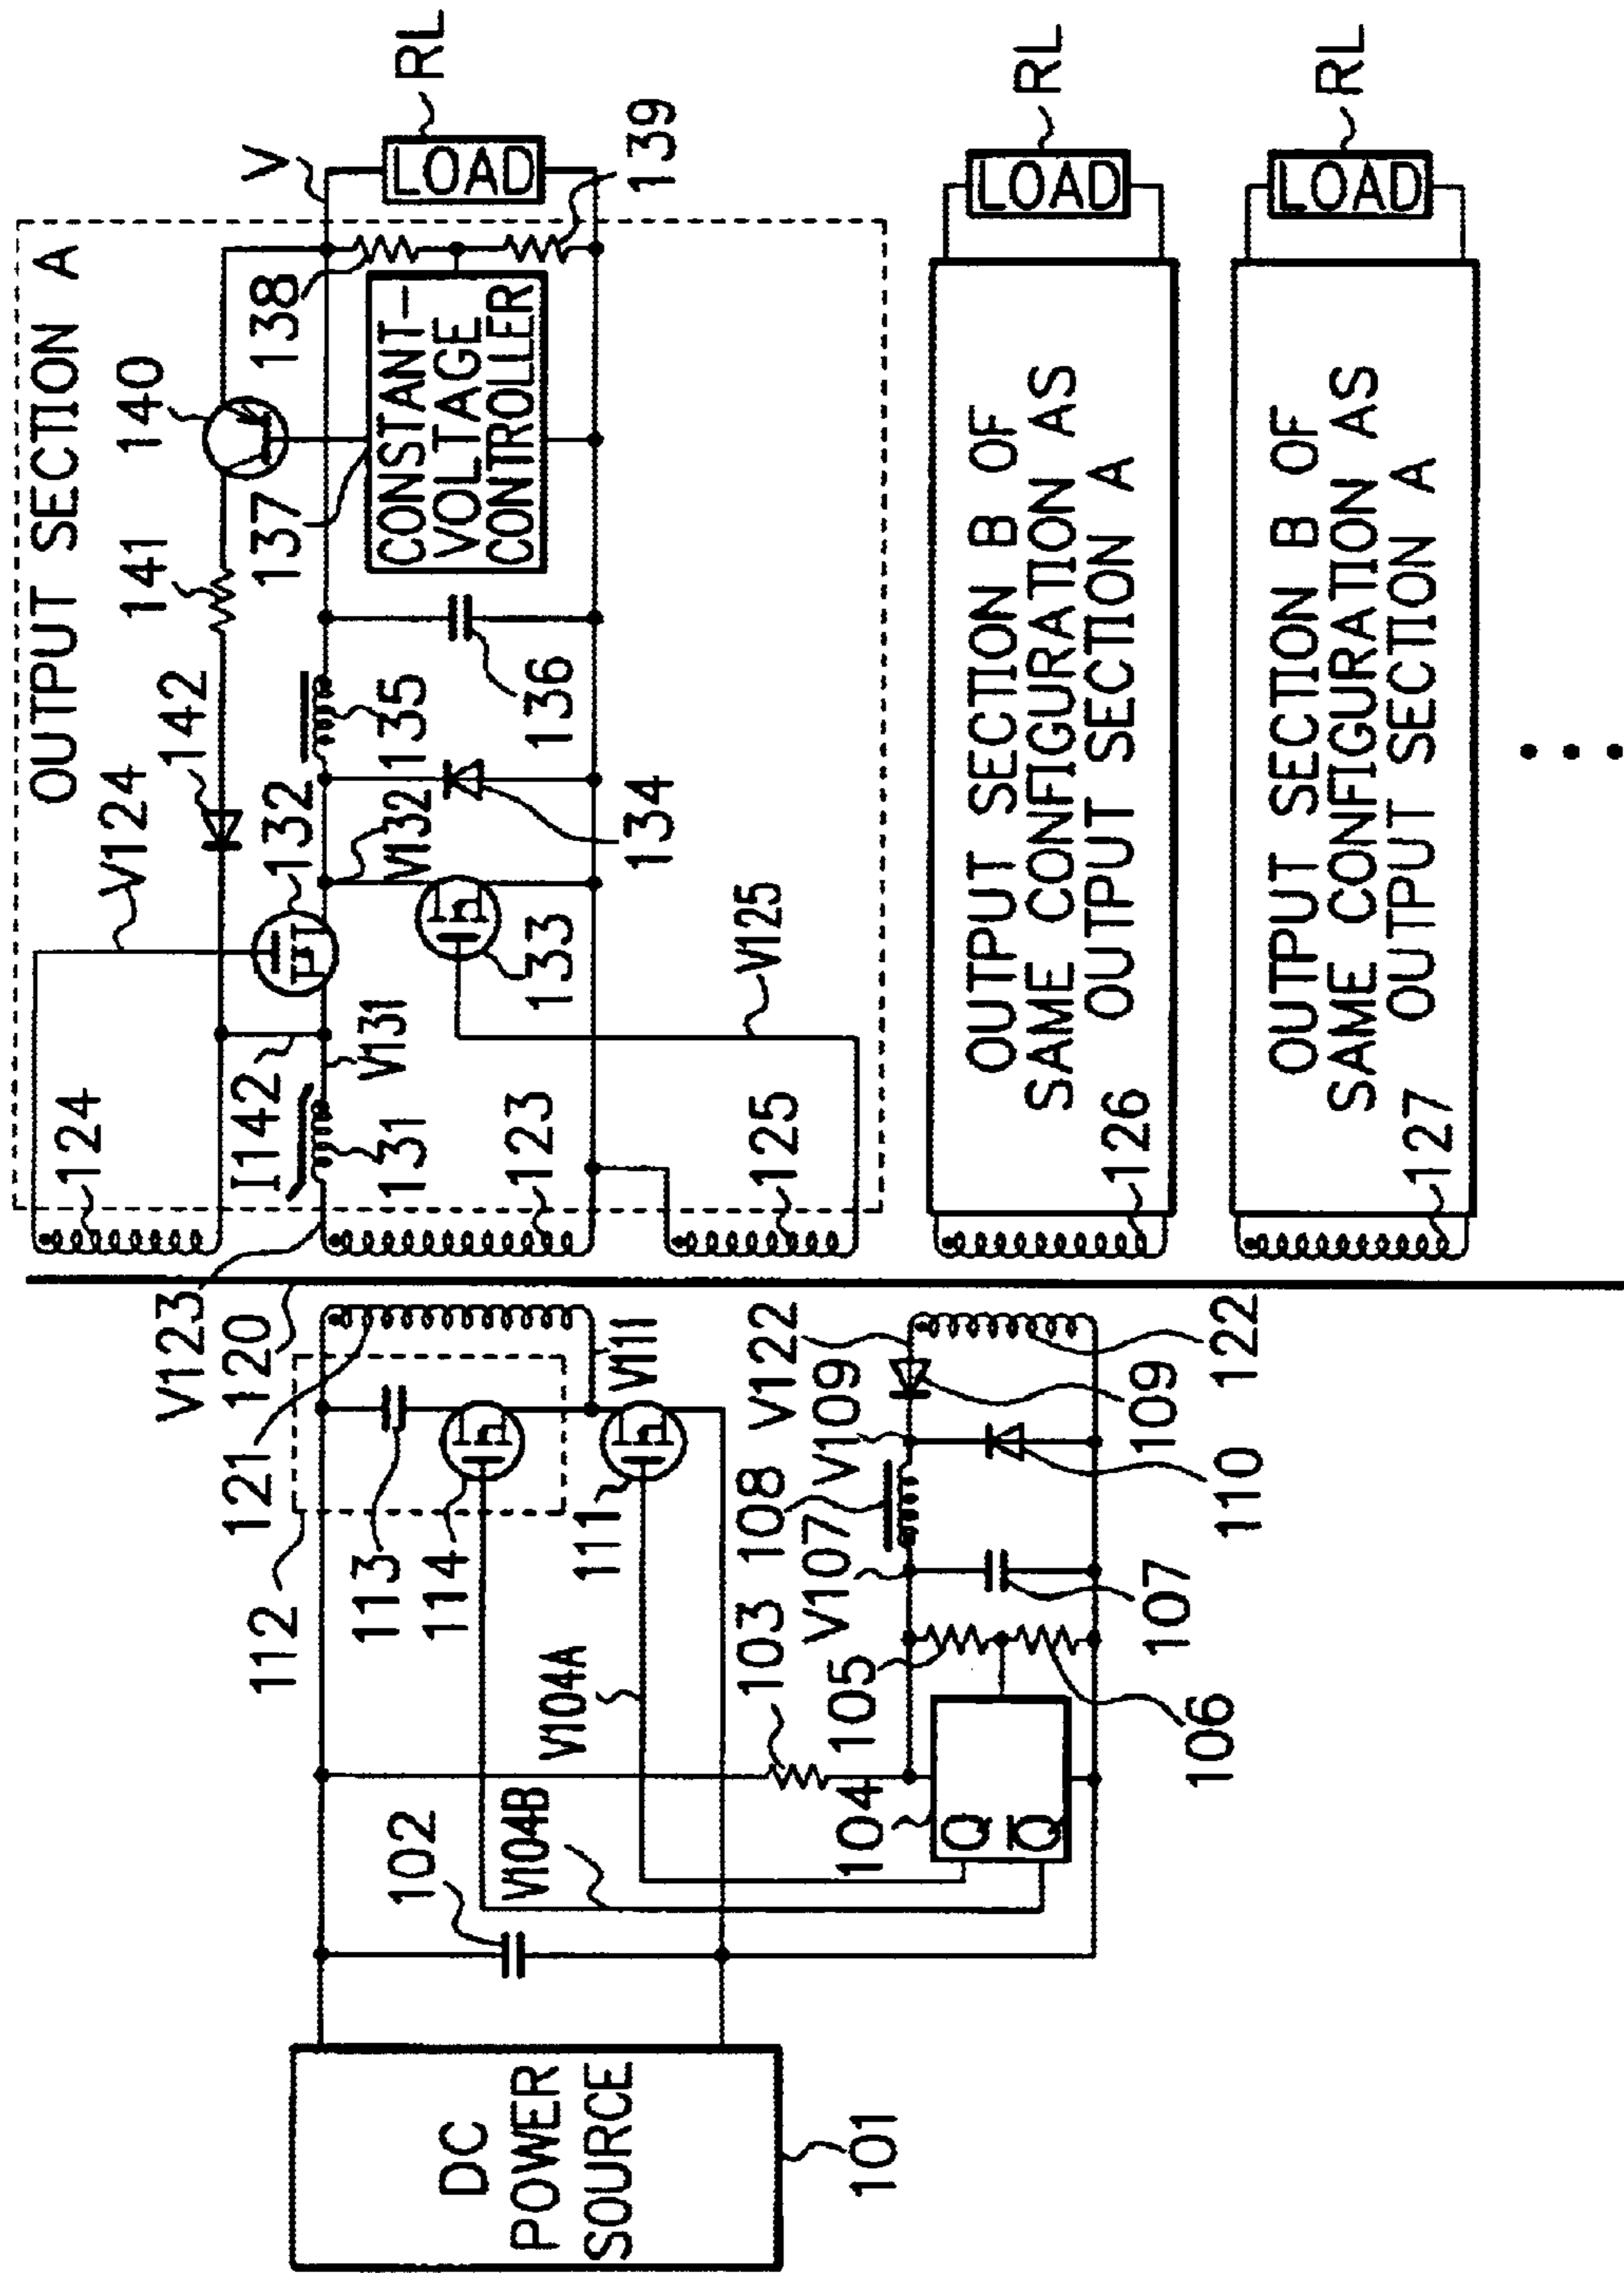 OUTPUT SECTION A
V124
142
141
140
V
RL
124
I142
132
135
137
138
LOAD
139
CONSTANT-
VOLTAGE
CONTROLLER
V131
V132
131
133
134
136
123
125
V125
V123
120
121
112
113
114
111
V111
V104A
V104B
102
103
108
V107
V109
V122
105
104
Q
Q̅
106
107
110
109
122
DC
POWER
SOURCE
101
OUTPUT SECTION B OF
SAME CONFIGURATION AS
OUTPUT SECTION A
126
LOAD
RL
OUTPUT SECTION B OF
SAME CONFIGURATION AS
OUTPUT SECTION A
127
LOAD
RL